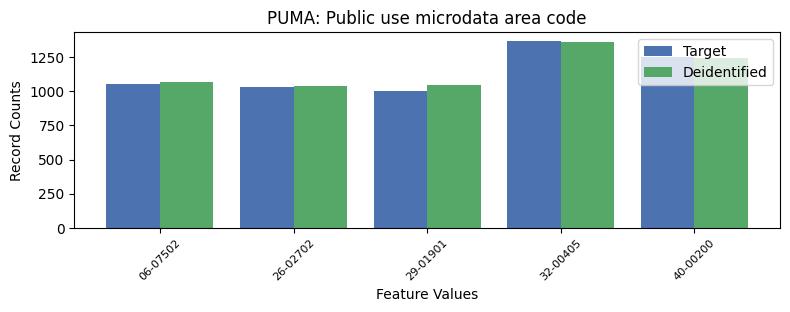 PUMA: Public use microdata area code
Target
Deidentified
Record Counts
1250
1000
750
500
250
0
06-07502
26-02702
29-01901
32-00405
40-00200
Feature Values